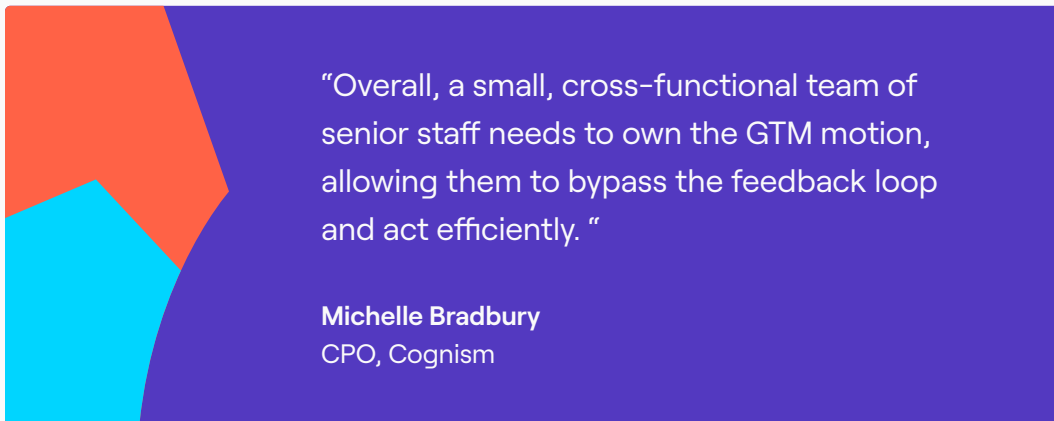 “Overall, a small, cross-functional team of
senior staff needs to own the GTM motion,
allowing them to bypass the feedback loop
and act efficiently. “
Michelle Bradbury
CPO, Cognism